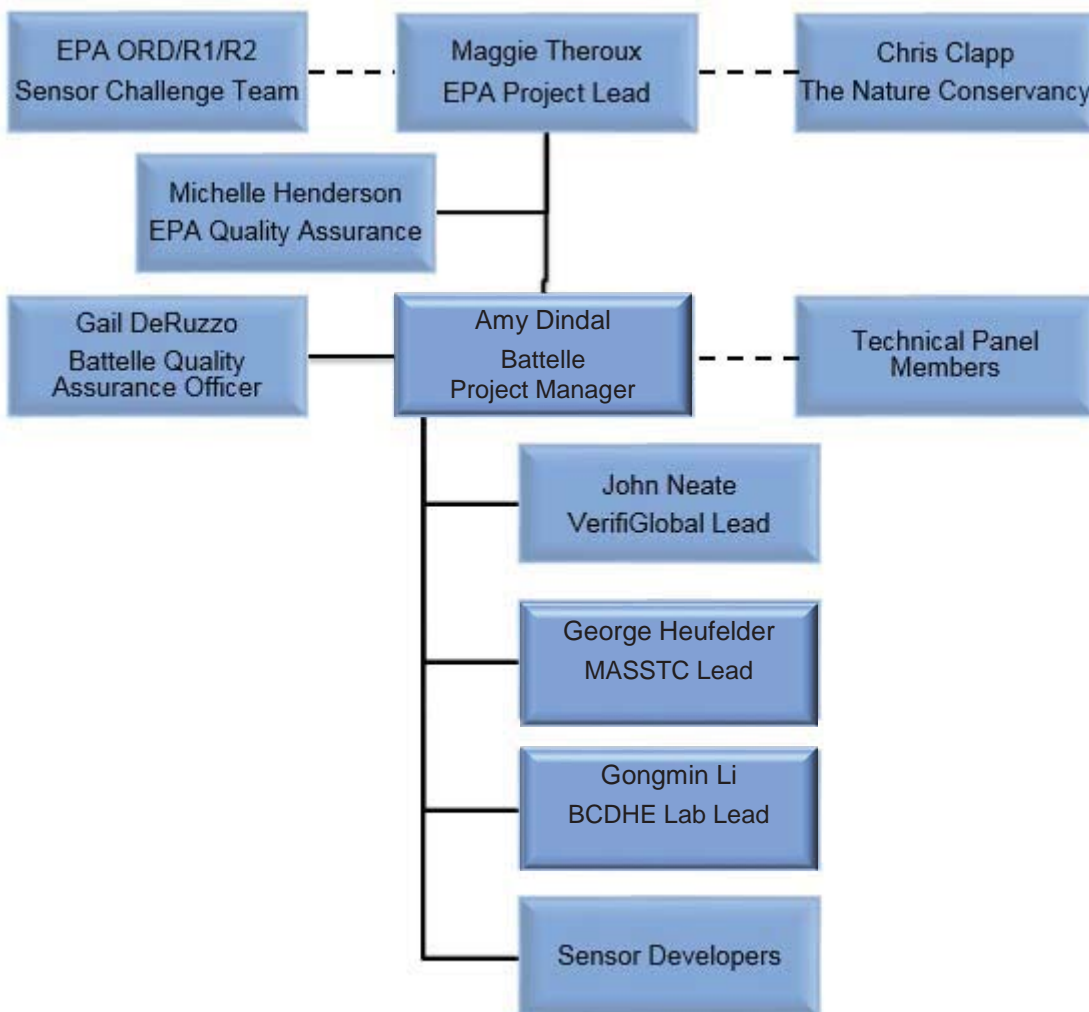 EPA ORD/R1/R2
Sensor Challenge Team
Maggie Theroux
EPA Project Lead
Chris Clapp
The Nature Conservancy
Michelle Henderson
EPA Quality Assurance
Gail DeRuzzo
Battelle Quality
Assurance Officer
Amy Dindal
Battelle
Project Manager
Technical Panel
Members
John Neate
VerifiGlobal Lead
George Heufelder
MASSTC Lead
Gongmin Li
BCDHE Lab Lead
Sensor Developers